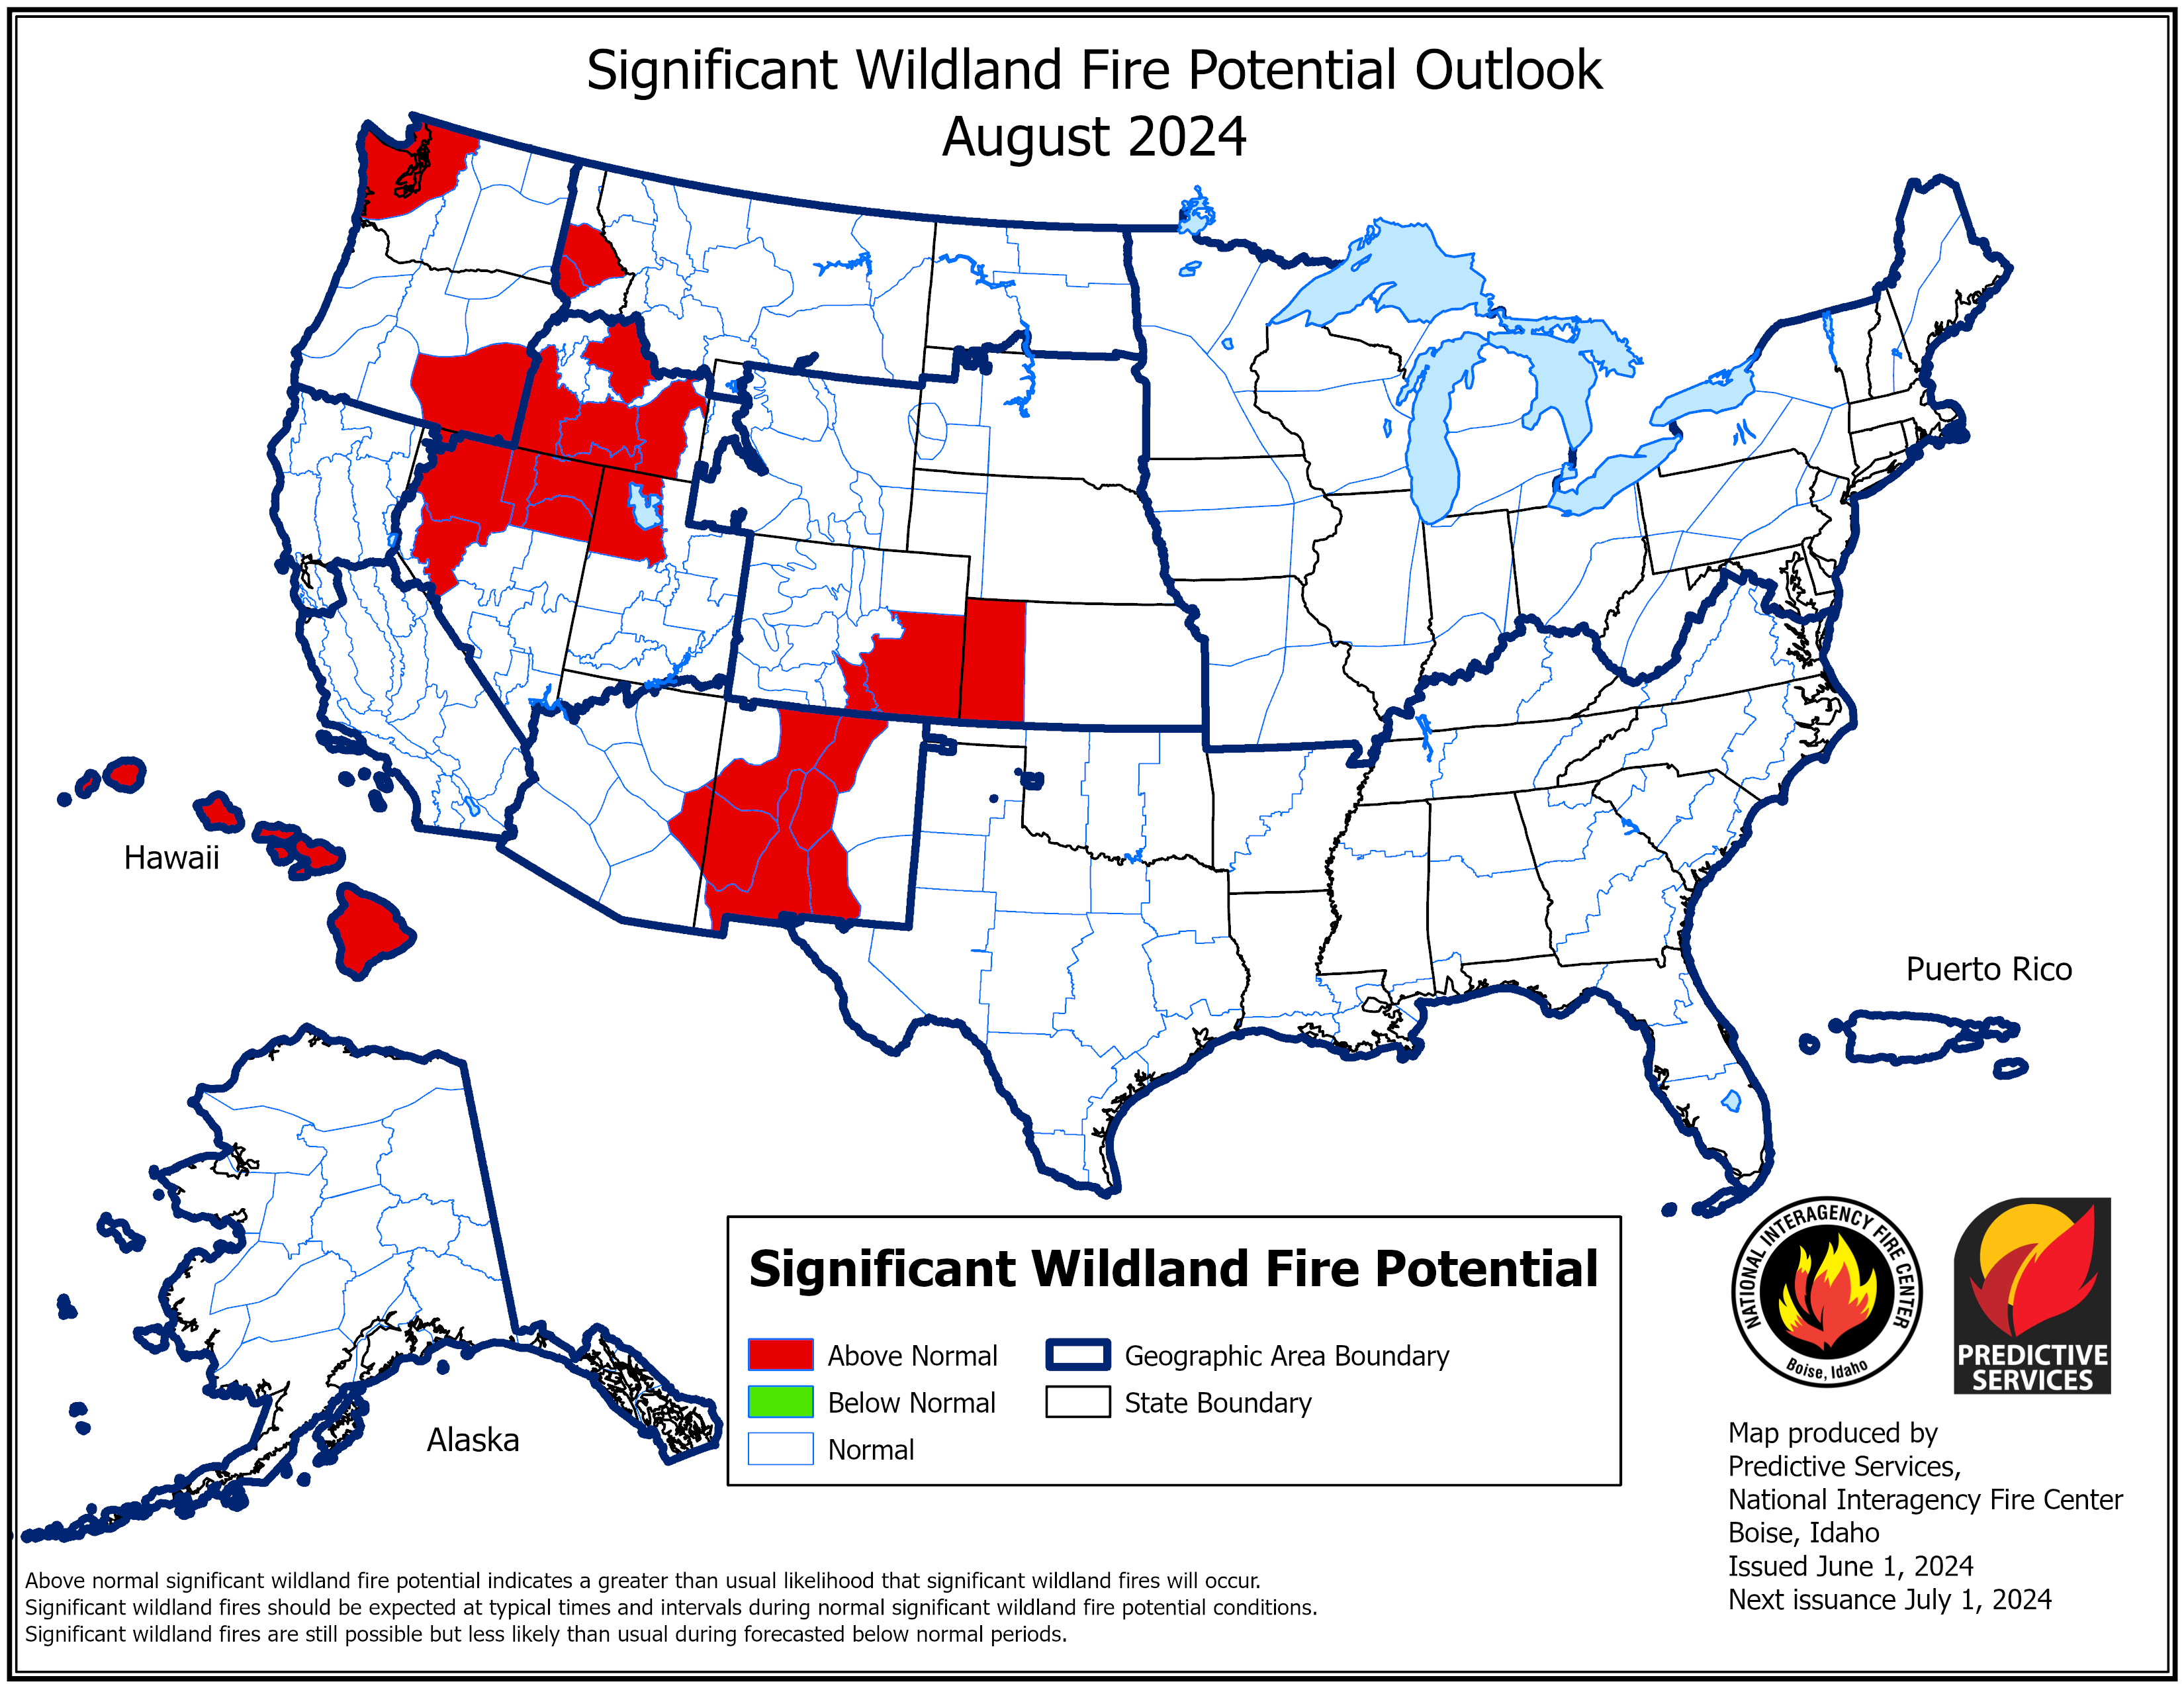 Significant Wildland Fire Potential Outlook
August 2024
Hawaii
Puerto Rico
Alaska
Significant Wildland Fire Potential
Above Normal
Below Normal
Normal
Geographic Area Boundary
State Boundary
NATIONAL INTERAGENCY FIRE CENTER
Boise, Idaho
PREDICTIVE
SERVICES
Map produced by
Predictive Services,
National Interagency Fire Center
Boise, Idaho
Issued June 1, 2024
Next issuance July 1, 2024
Above normal significant wildland fire potential indicates a greater than usual likelihood that significant wildland fires will occur.
Significant wildland fires should be expected at typical times and intervals during normal significant wildland fire potential conditions.
Significant wildland fires are still possible but less likely than usual during forecasted below normal periods.